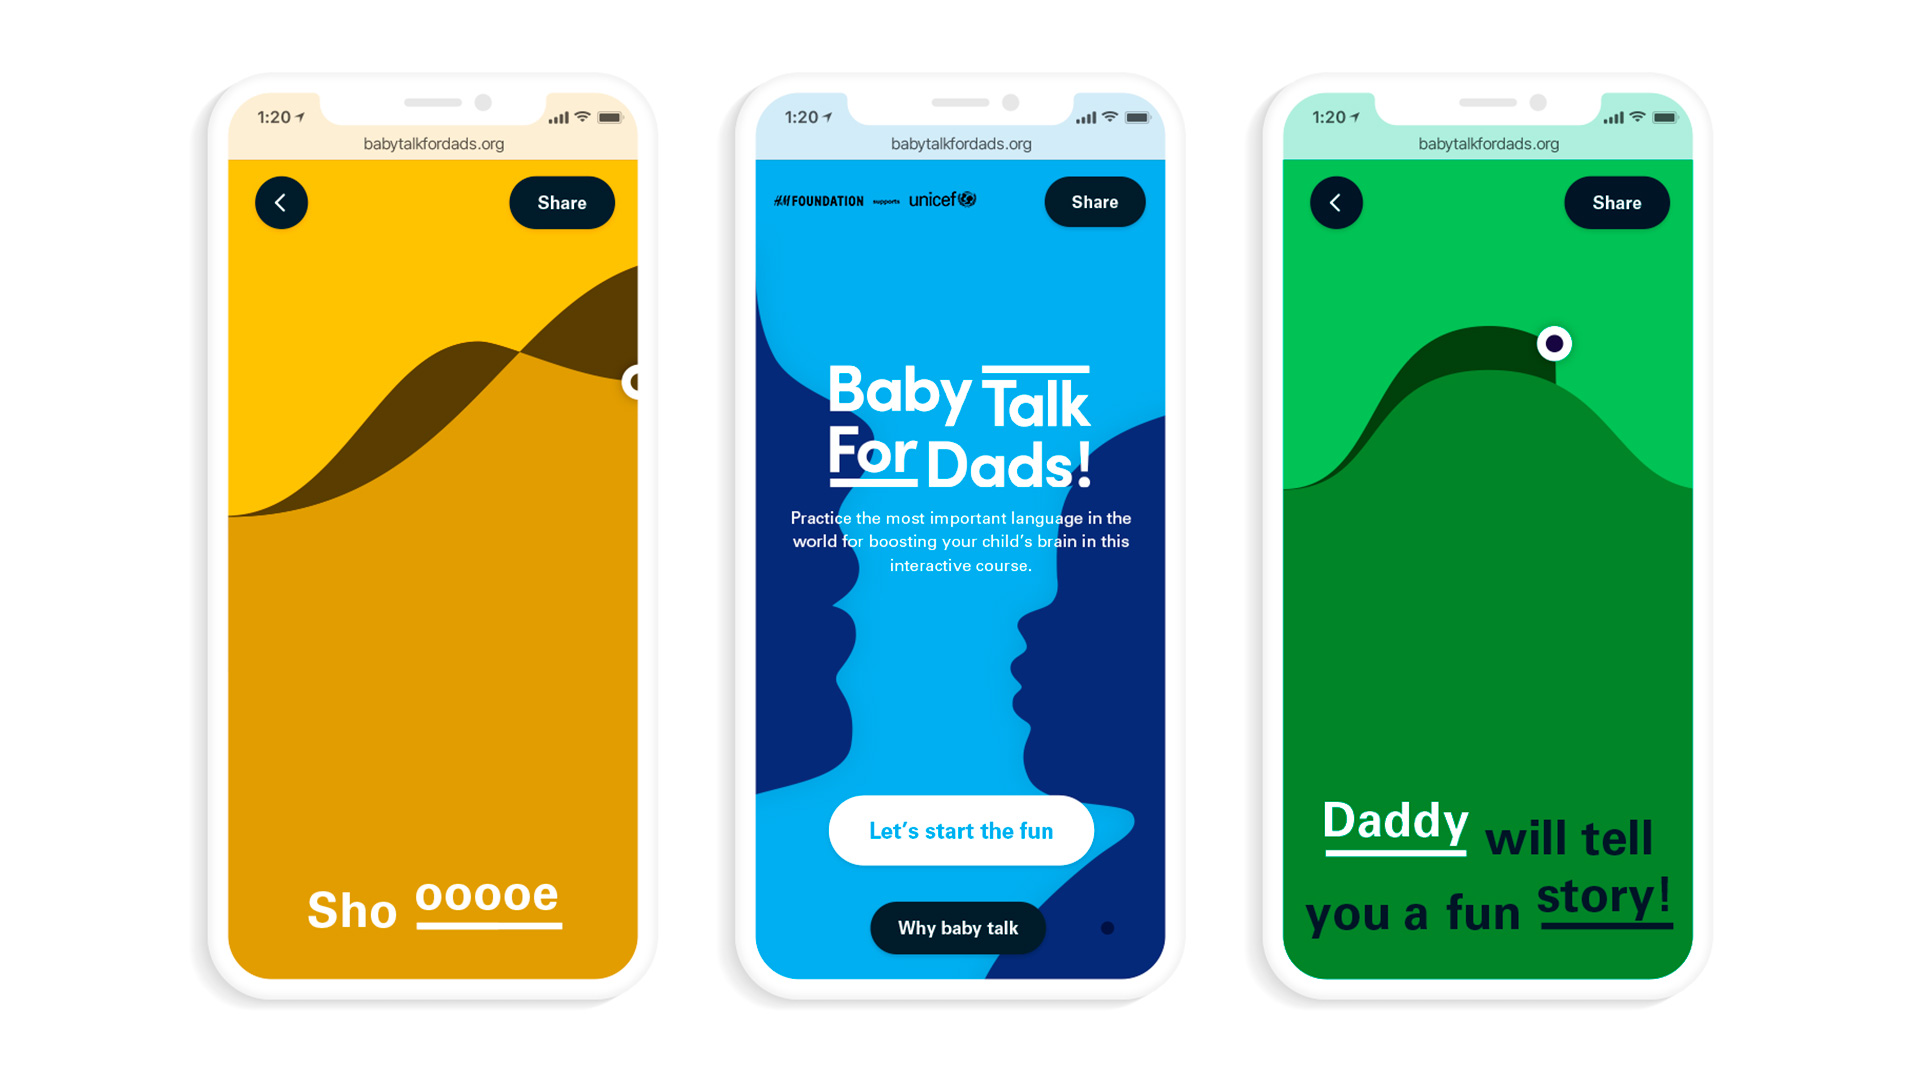 1:20
babytalkfordads.org
Share
Sho ooooe
1:20
babytalkfordads.org
H&M FOUNDATION supports unicef
Share
Baby Talk
For Dads!
Practice the most important language in the
world for boosting your child's brain in this
interactive course.
Let's start the fun
Why baby talk
1:20
babytalkfordads.org
Share
Daddy will tell
you a fun story!